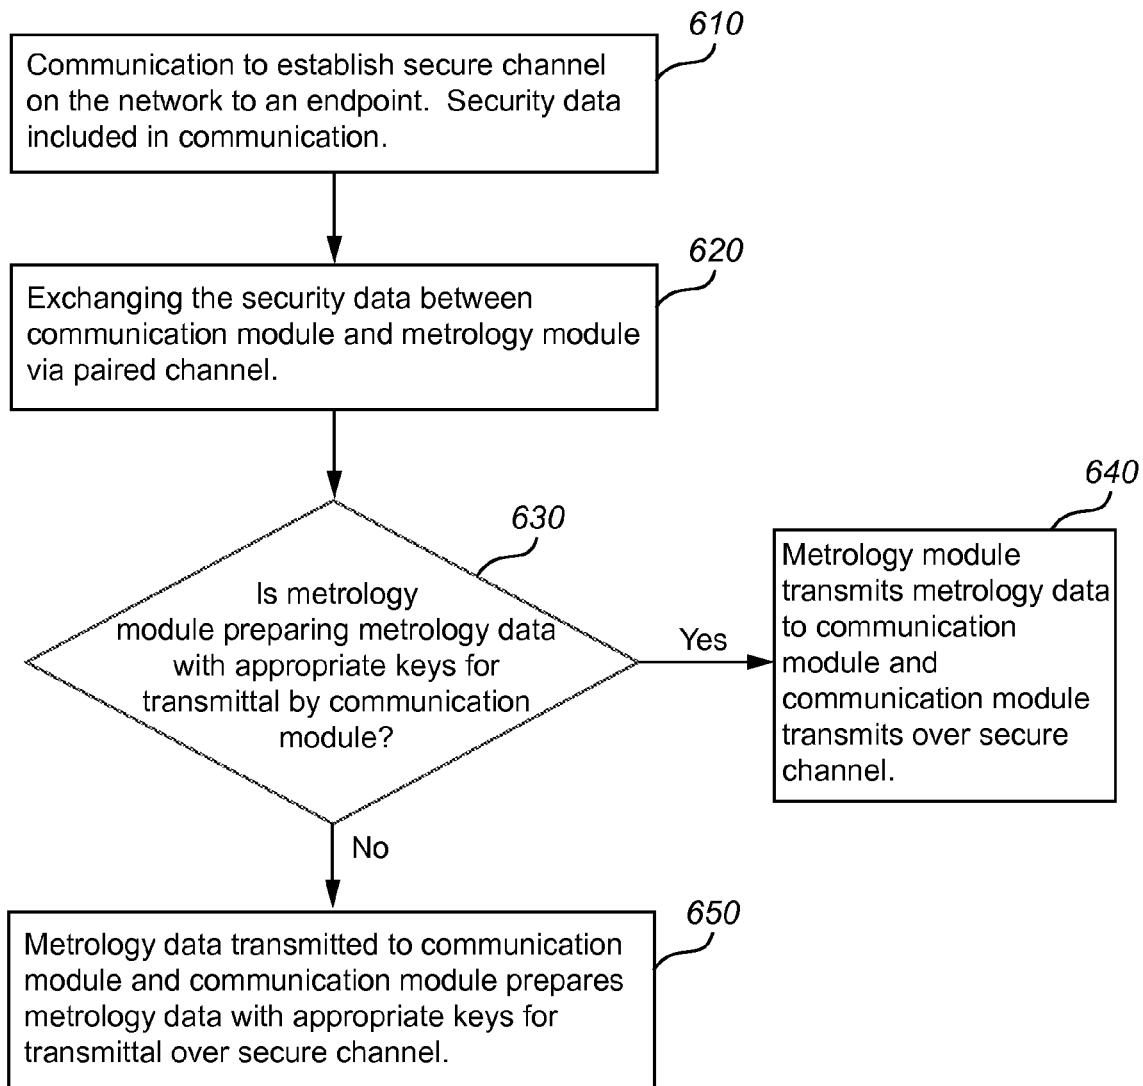 610
Communication to establish secure channel
on the network to an endpoint.  Security data
included in communication.
620
Exchanging the security data between
communication module and metrology module
via paired channel.
630
Is metrology
module preparing metrology data
with appropriate keys for
transmittal by communication
module?
Yes
640
Metrology module
transmits metrology data
to communication
module and
communication module
transmits over secure
channel.
No
650
Metrology data transmitted to communication
module and communication module prepares
metrology data with appropriate keys for
transmittal over secure channel.